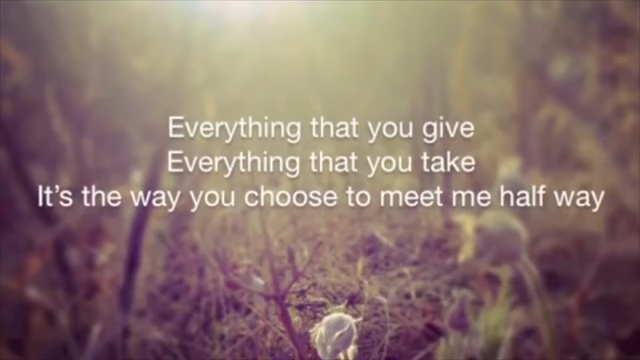 Everything that you give
Everything that you take
It’s the way you choose to meet me half way